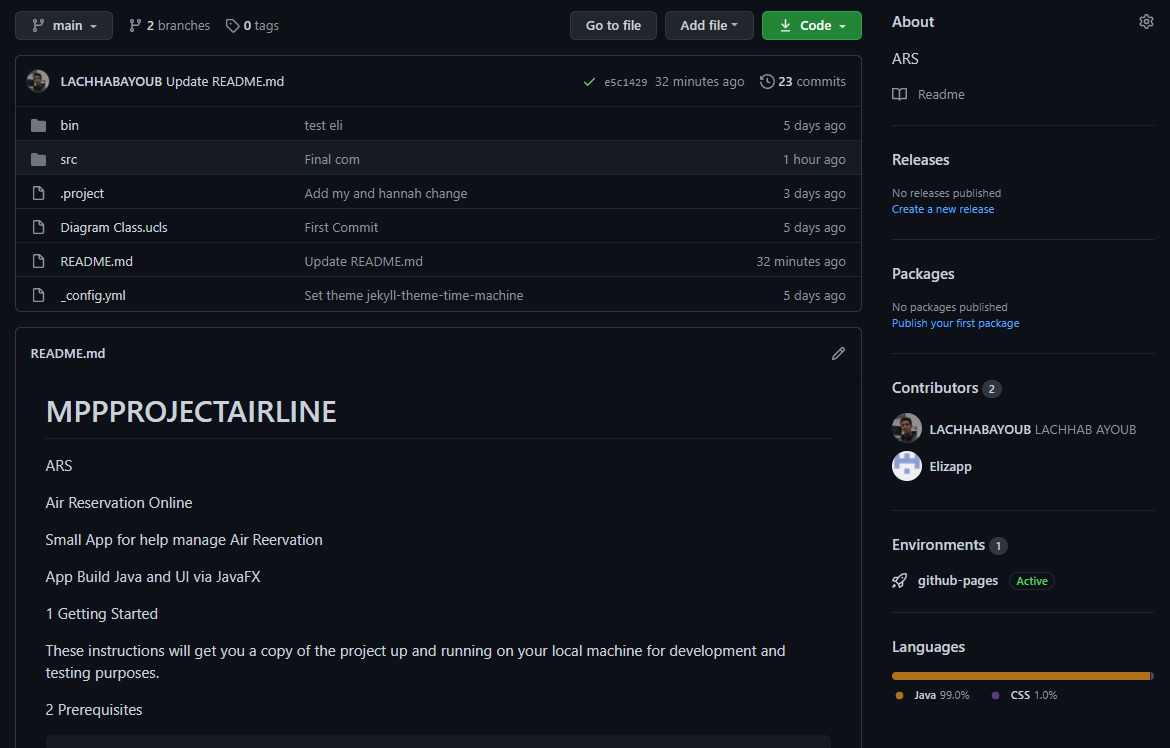 main
2 branches
0 tags
Go to file
Add file
Code
LACHHABAYOUB Update README.md
e5c1429 32 minutes ago
23 commits
bin test eli 5 days ago
src Final com 1 hour ago
.project Add my and hannah change 3 days ago
Diagram Class.ucls First Commit 5 days ago
README.md Update README.md 32 minutes ago
_config.yml Set theme jekyll-theme-time-machine 5 days ago
README.md
MPPPROJECTAIRLINE
ARS
Air Reservation Online
Small App for help manage Air Reervation
App Build Java and UI via JavaFX
1 Getting Started
These instructions will get you a copy of the project up and running on your local machine for development and
testing purposes.
2 Prerequisites
About
ARS
Readme
Releases
No releases published
Create a new release
Packages
No packages published
Publish your first package
Contributors 2
LACHHABAYOUB LACHHAB AYOUB
Elizapp
Environments 1
github-pages Active
Languages
Java 99.0% CSS 1.0%